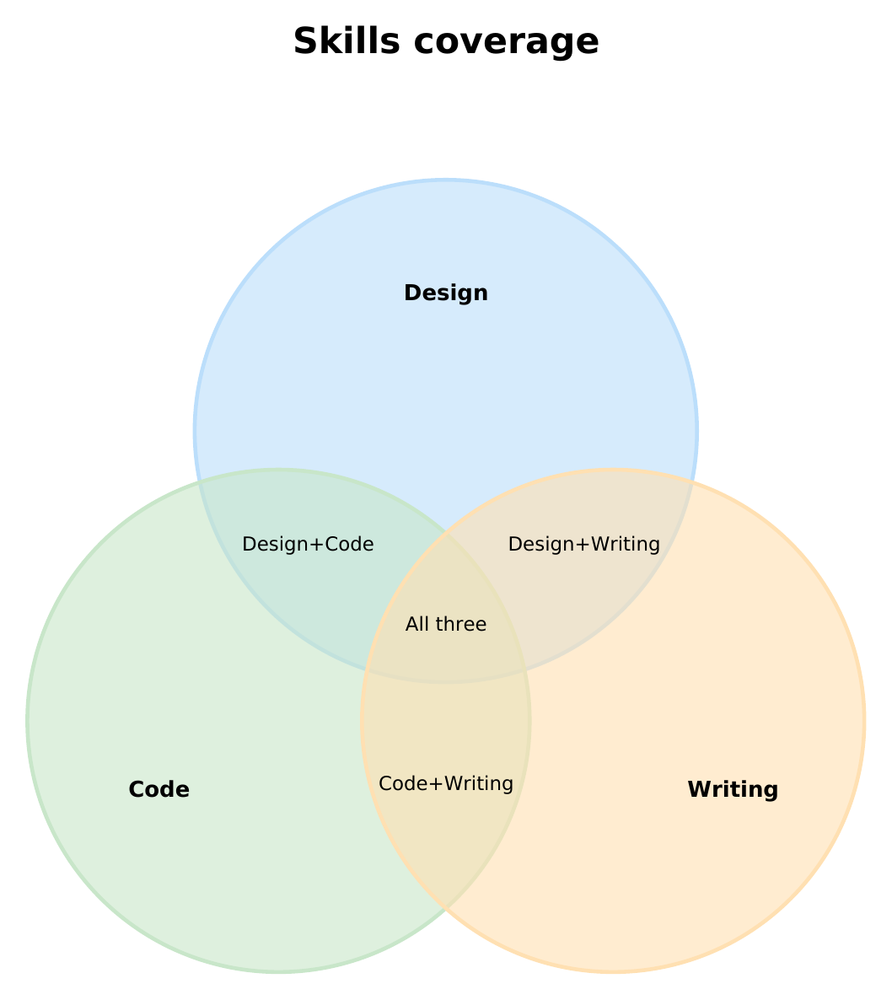 Skills coverage
Design
Design+Code
Design+Writing
All three
Code+Writing
Code
Writing